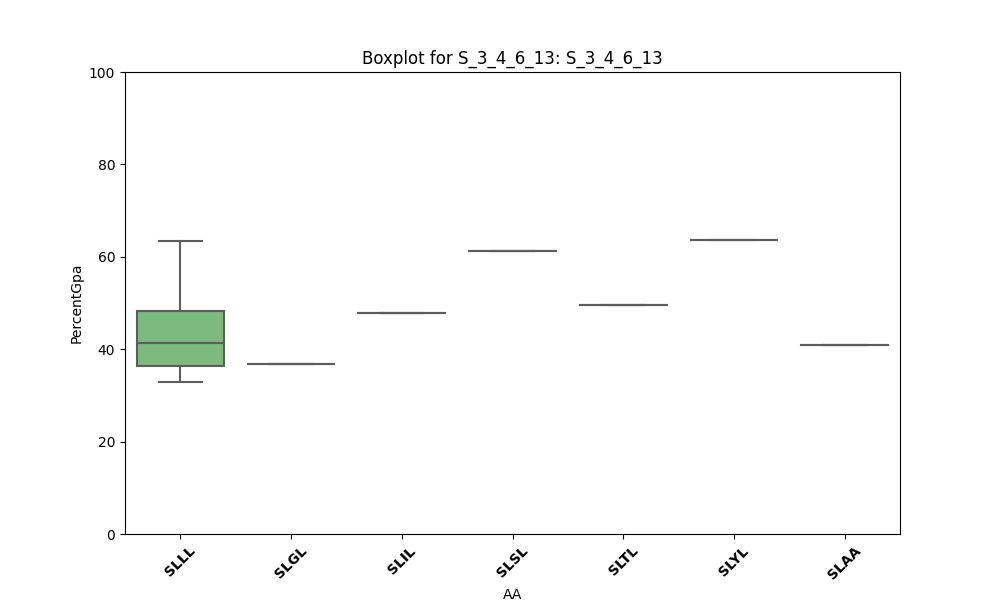 Boxplot for S_3_4_6_13: S_3_4_6_13
100
80
60
40
20
0
PercentGpa
SLLL
SLGL
SLIL
SLSL
SLTL
SLYL
SLAA
AA